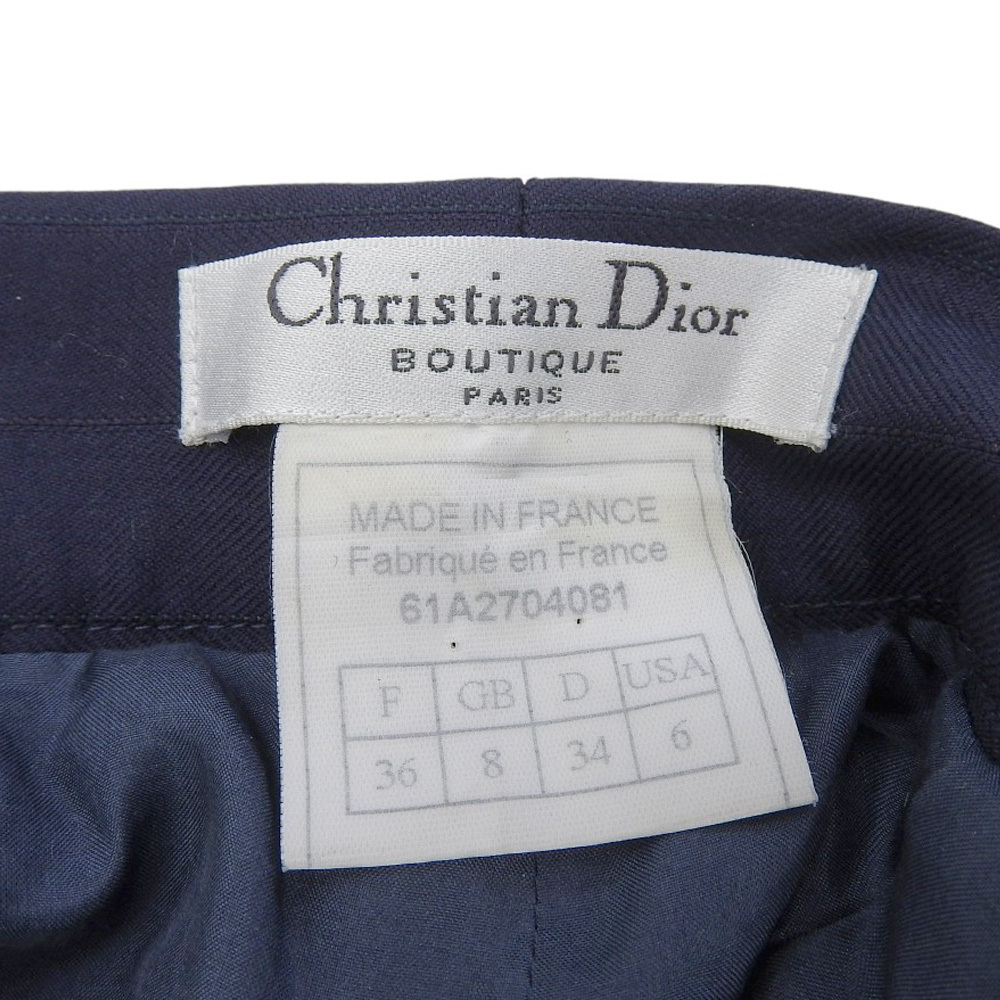 Christian Dior
BOUTIQUE
PARIS
MADE IN FRANCE
Fabriqué en France
61A2704081
F GB D USA
36 8 34 6